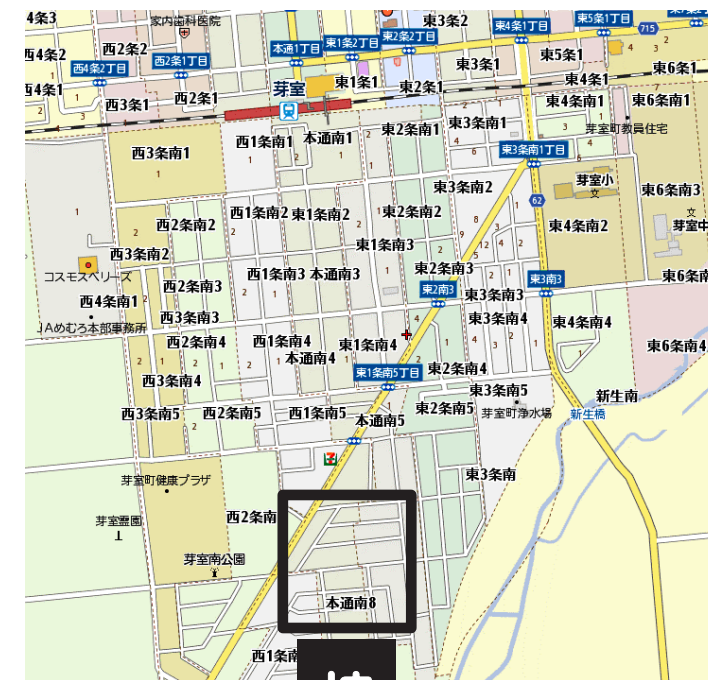 4条3
家内歯科医院
東3条2
東4条1丁目
東5条1丁目
715
西4条2
西2条2
本通1丁目
東1条2丁目
東2条2丁目
西4条2丁目
西2条1丁目
東3条1
東5条1
東6条1
西4条1
西3条1
西2条1
芽室
東1条1
東2条1
東4条1
東4条南1
東6条南1
西3条南1
西1条南1
本通南1
東2条南1
東3条南1
芽室町教員住宅
東3条南1丁目
東3条南2
芽室小
文
東6条南3
62
西2条南2
西1条南2
東1条南2
東2条南2
東4条南2
文
芽室中
西3条南2
東1条南3
コスモスベリーズ
西2条南3
西1条南3
本通南3
東2条南3
東3南3
東6条南
西4条南1
東2南3
東3条南3
JAめむろ本部事務所
西3条南3
東3条南4
東4条南4
西2条南4
西1条南4
本通南4
東1条南4
東6条南4
西3条南4
東1条南5丁目
東2条南4
東3条南5
新生南
西3条南5
西2条南5
西1条南5
本通南5
東2条南5
芽室町浄水場
新生橋
芽室町健康プラザ
東3条南
芽室霊園
西2条南
芽室南公園
本通南8
西1条南